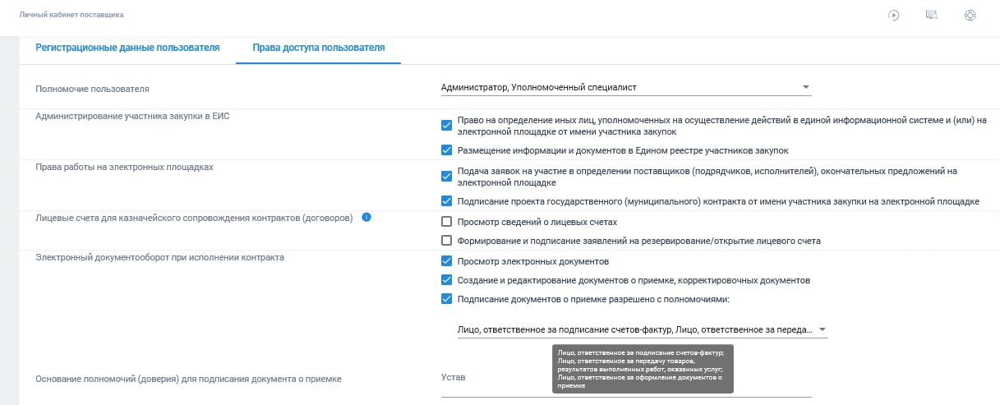 Личный кабинет поставщика
Регистрационные данные пользователя
Права доступа пользователя
Полномочие пользователя
Администратор, Уполномоченный специалист
Администрирование участника закупки в ЕИС
Право на определение иных лиц, уполномоченных на осуществление действий в единой информационной системе и (или) на
электронной площадке от имени участника закупок
Размещение информации и документов в Едином реестре участников закупок
Права работы на электронных площадках
Подача заявок на участие в определении поставщиков (подрядчиков, исполнителей), окончательных предложений на
электронной площадке
Подписание проекта государственного (муниципального) контракта от имени участника закупки на электронной площадке
Лицевые счета для казначейского сопровождения контрактов (договоров)
Просмотр сведений о лицевых счетах
Формирование и подписание заявлений на резервирование/открытие лицевого счета
Электронный документооборот при исполнении контракта
Просмотр электронных документов
Создание и редактирование документов о приемке, корректировочных документов
Подписание документов о приемке разрешено с полномочиями:
Лицо, ответственное за подписание счетов-фактур, Лицо, ответственное за переда...
Лицо, ответственное за подписание счетов-фактур;
Лицо, ответственное за передачу товаров,
результатов выполненных работ, оказанных услуг;
Лицо, ответственное за оформление документов о
приемке
Основание полномочий (доверия) для подписания документа о приемке
Устав